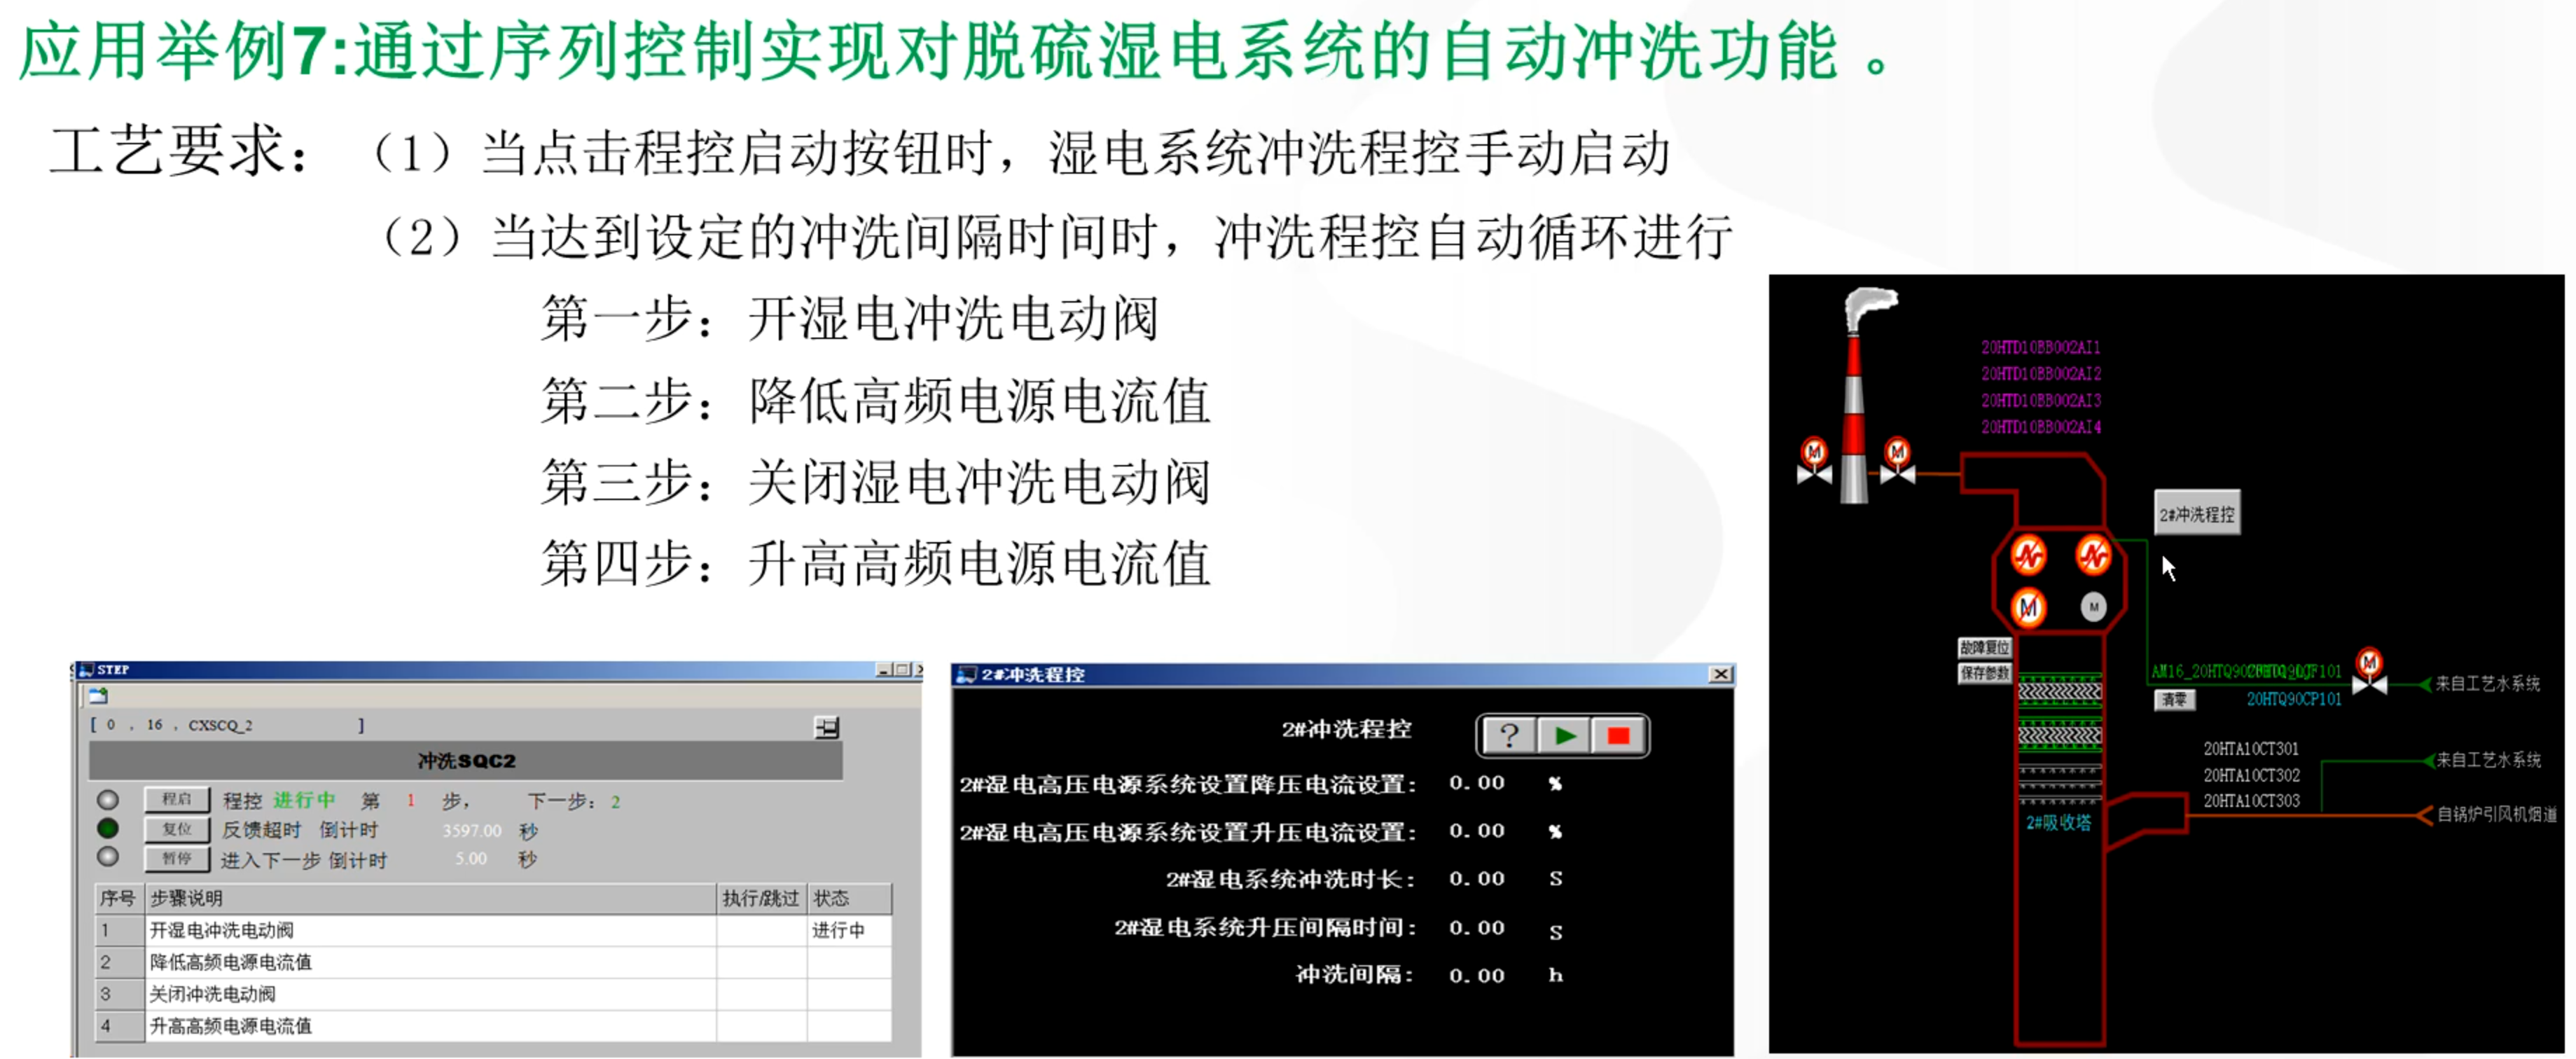 应用举例7:通过序列控制实现对脱硫湿电系统的自动冲洗功能 。
工艺要求：（1）当点击程控启动按钮时，湿电系统冲洗程控手动启动
（2）当达到设定的冲洗间隔时间时，冲洗程控自动循环进行
第一步：开湿电冲洗电动阀
第二步：降低高频电源电流值
第三步：关闭湿电冲洗电动阀
第四步：升高高频电源电流值
STEP
[ 0 , 16 , CXSCQ_2 ]
冲洗SQC2
程启 程控 进行中 第 1 步， 下一步：2
复位 反馈超时 倒计时 3597.00 秒
暂停 进入下一步 倒计时 5.00 秒
序号 步骤说明 执行/跳过 状态
1 开湿电冲洗电动阀 进行中
2 降低高频电源电流值
3 关闭冲洗电动阀
4 升高高频电源电流值
2#冲洗程控
2#冲洗程控 ?
2#湿电高压电源系统设置降压电流设置： 0.00 %
2#湿电高压电源系统设置升压电流设置： 0.00 %
2#湿电系统冲洗时长： 0.00 S
2#湿电系统升压间隔时间： 0.00 S
冲洗间隔： 0.00 h
20HTD10BB002AI1
20HTD10BB002AI2
20HTD10BB002AI3
20HTD10BB002AI4
M M
2#冲洗程控
M M
故障复位
保存参数
M
来自工艺水系统
清零 20HTQ90CP101
20HTA10CT301
来自工艺水系统
20HTA10CT302
20HTA10CT303
自锅炉引风机烟道
2#吸收塔